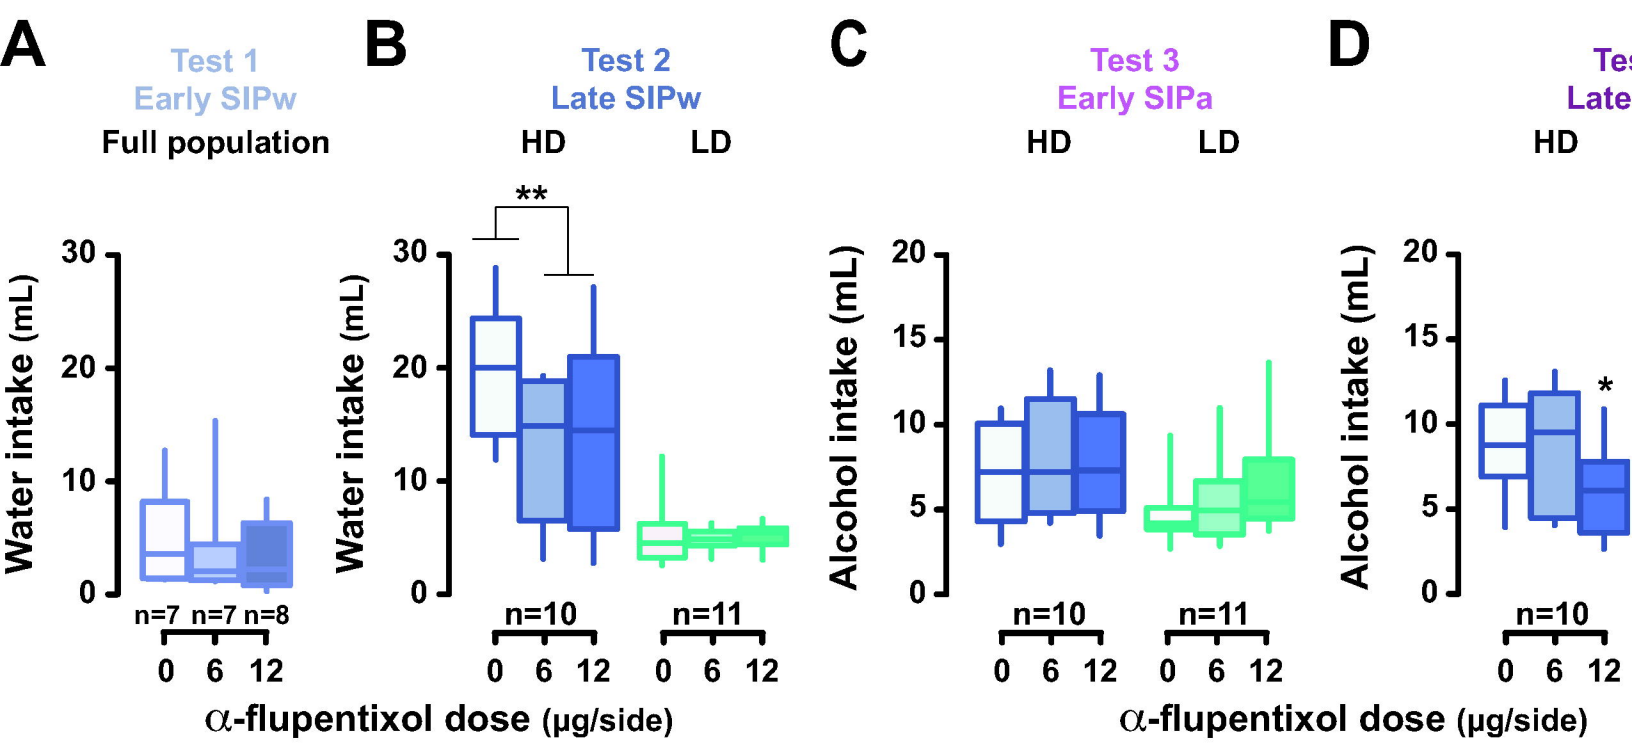 A
Test 1
Early SIPw
Full population
Water intake (mL)
30
20
10
0
n=7 n=7 n=8
0 6 12
B
Test 2
Late SIPw
HD LD
**
Water intake (mL)
30
20
10
0
n=10 n=11
0 6 12 0 6 12
α-flupentixol dose (µg/side)
C
Test 3
Early SIPa
HD LD
Alcohol intake (mL)
20
15
10
5
0
n=10 n=11
0 6 12 0 6 12
D
Late
HD
*
Alcohol intake (mL)
20
15
10
5
0
n=10
0 6 12
α-flupentixol dose (µg/side)